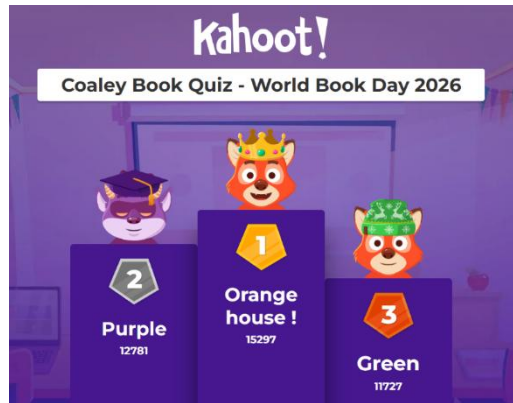 Kahoot!
Coaley Book Quiz - World Book Day 2026
1
Orange
house !
15297
2
Purple
12781
3
Green
11727